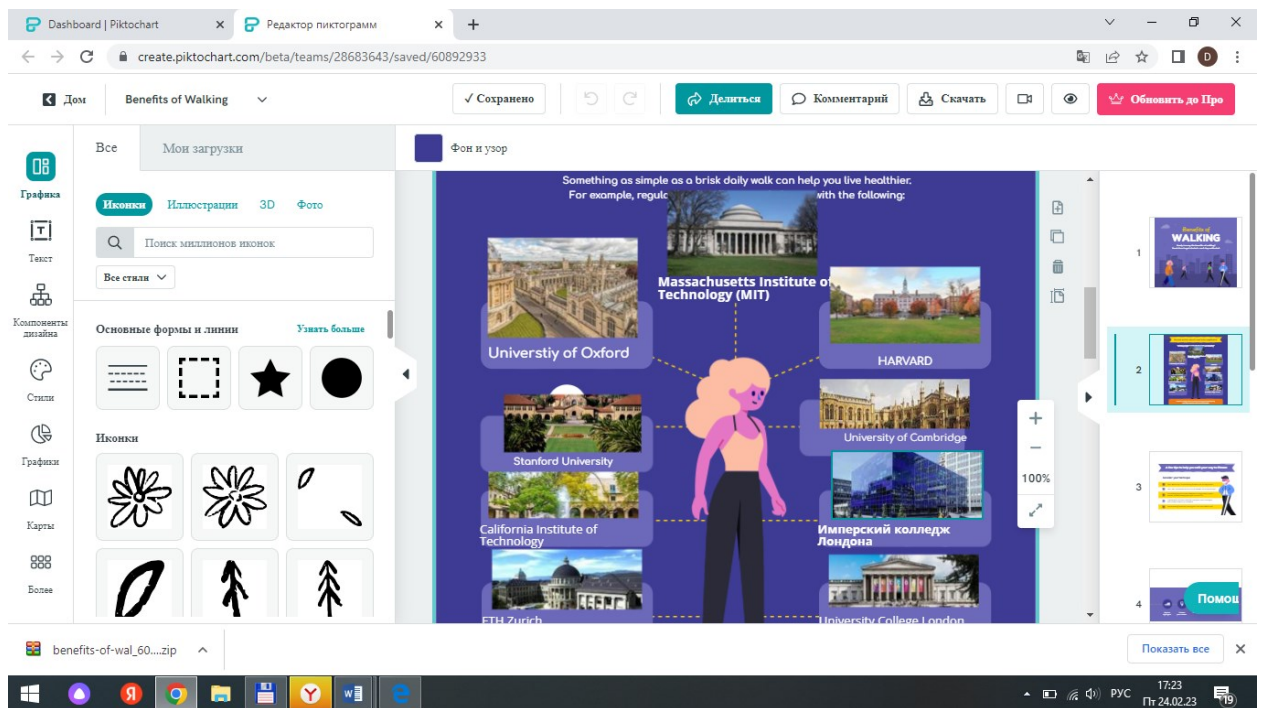 Dashboard | Piktochart
Редактор пиктограмм
create.piktochart.com/beta/teams/28683643/saved/60892933
D
Дом
Benefits of Walking
✓ Сохранено
Делиться
Комментарий
Скачать
Обновить до Про
Графика
Текст
Компоненты
дизайна
Стили
Графики
Карты
Более
Все
Мои загрузки
Иконки
Иллюстрации
3D
Фото
Поиск миллионов иконок
Все стили
Основные формы и линии
Узнать больше
Иконки
Фон и узор
Something as simple as a brisk daily walk can help you live healthier.
For example, regula
with the following:
Massachusetts Institute of
Technology (MIT)
Universtiy of Oxford
HARVARD
Stonford University
University of Cambridge
California Institute of
Technology
Имперский колледж
Лондона
ETH Zurich
University College London
100%
1
Benefits of
WALKING
2
3
4
Помощ
benefits-of-wal_60....zip
Показать все
РУС
17:23
Пт 24.02.23
19